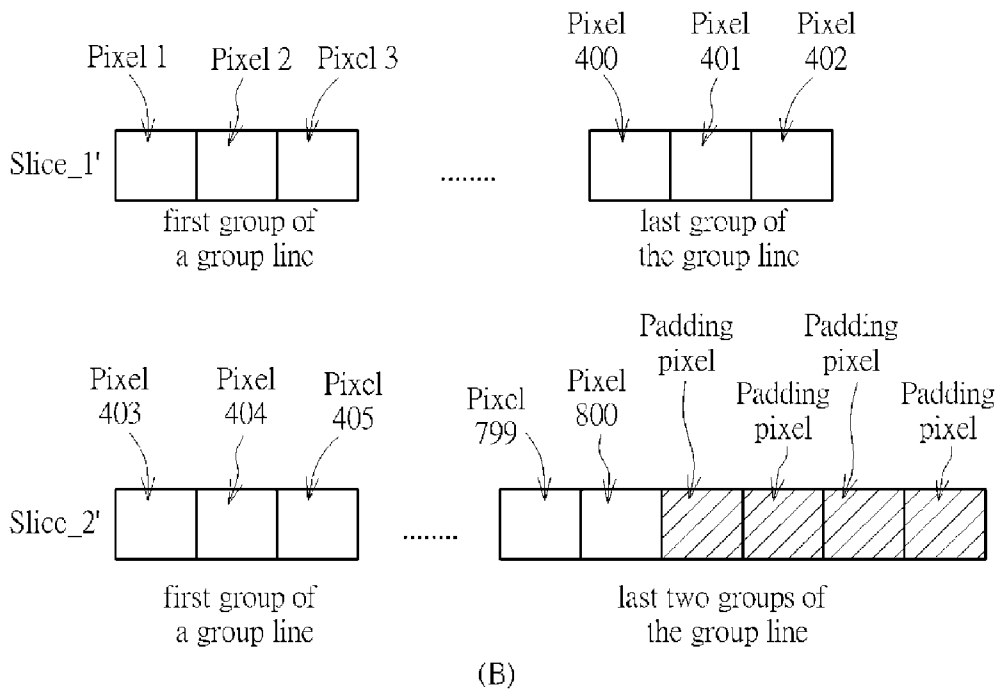 Pixel 1 Pixel 2 Pixel 3
Pixel 400
Pixel 401
Pixel 402
Slice_1'
........
first group of
a group line
last group of
the group line
Pixel 403
Pixel 404
Pixel 405
Pixel 799
Pixel 800
Padding pixel
Padding pixel
Padding pixel
Padding pixel
Slice_2'
........
first group of
a group line
last two groups of
the group line
(B)